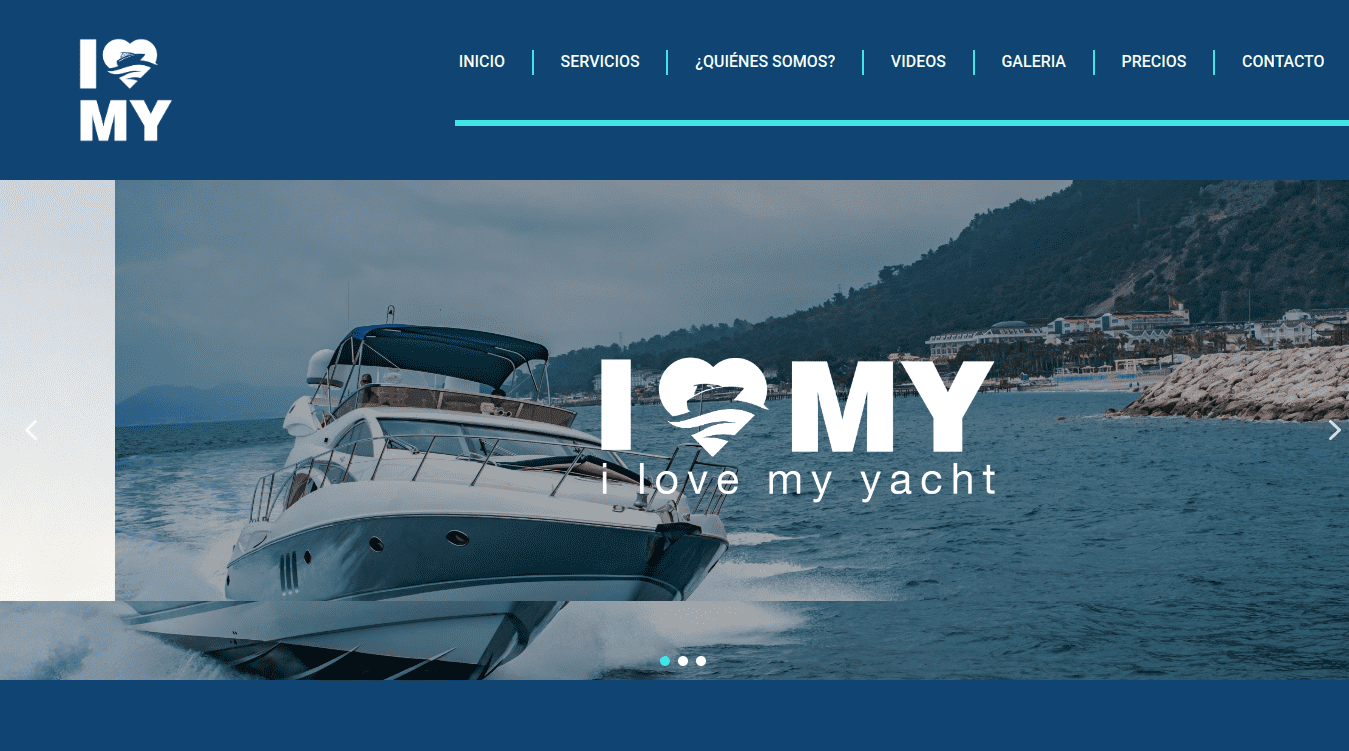 I MY
INICIO
SERVICIOS
¿QUIÉNES SOMOS?
VIDEOS
GALERIA
PRECIOS
CONTACTO
I MY
i love my yacht